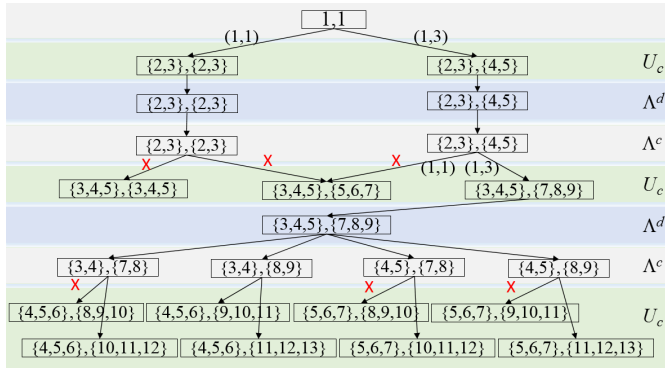 1,1
(1,1) (1,3)
{2,3},{2,3} {2,3},{4,5} U_c
{2,3},{2,3} {2,3},{4,5} Λ^d
{2,3},{2,3} {2,3},{4,5} Λ^c
X X X (1,1) (1,3)
{3,4,5},{3,4,5} {3,4,5},{5,6,7} {3,4,5},{7,8,9} U_c
{3,4,5},{7,8,9} Λ^d
{3,4},{7,8} {3,4},{8,9} {4,5},{7,8} {4,5},{8,9} Λ^c
X X X
{4,5,6},{8,9,10} {4,5,6},{9,10,11} {5,6,7},{8,9,10} {5,6,7},{9,10,11} U_c
{4,5,6},{10,11,12} {4,5,6},{11,12,13} {5,6,7},{10,11,12} {5,6,7},{11,12,13}